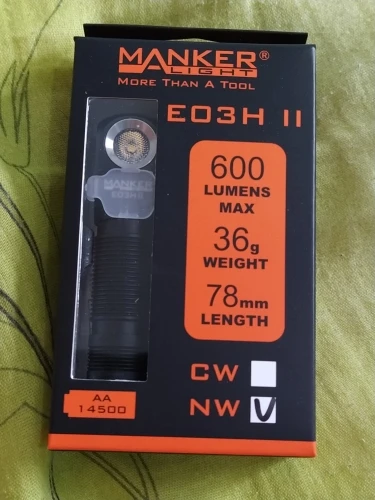 MANKER®
LIGHT
MORE THAN A TOOL
E03H II
MANKER
E03H II
600
LUMENS
MAX
36g
WEIGHT
78mm
LENGTH
CW
NW
AA
14500